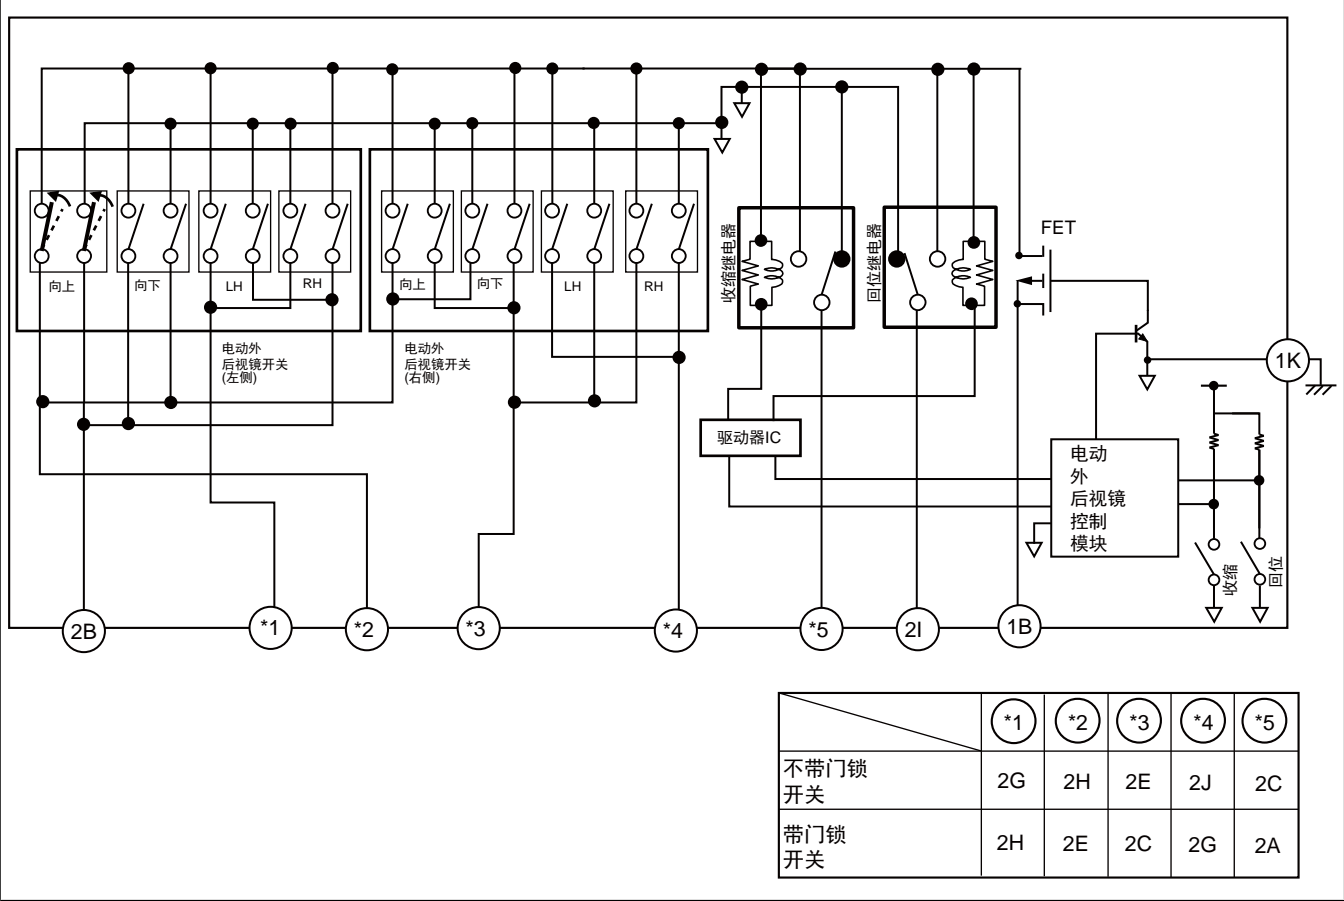 向上
向下
LH
RH
向上
向下
LH
RH
电动外
后视镜开关
(左侧)
电动外
后视镜开关
(右侧)
收缩继电器
回位继电器
FET
1K
驱动器IC
电动
外
后视镜
控制
模块
收缩
回位
2B
*1
*2
*3
*4
*5
2I
1B
*1 *2 *3 *4 *5
不带门锁
开关
2G 2H 2E 2J 2C
带门锁
开关
2H 2E 2C 2G 2A